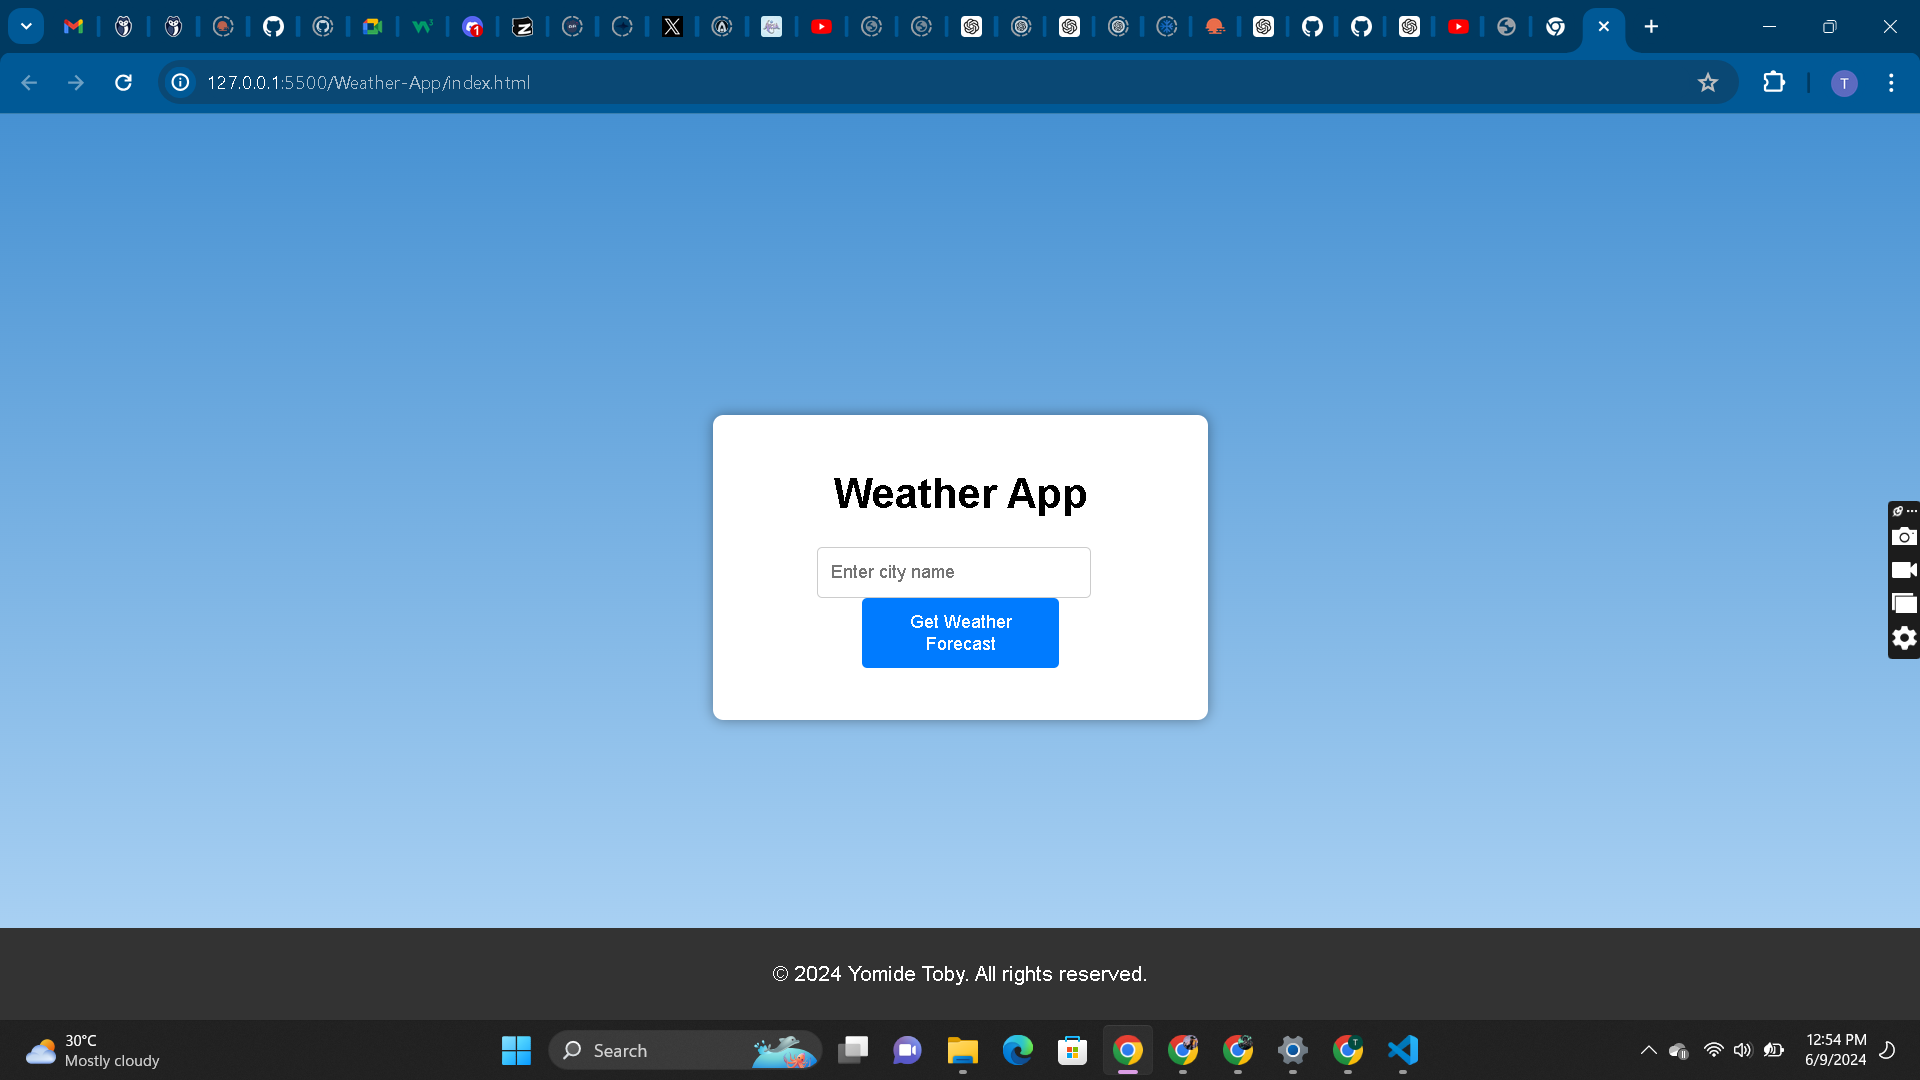 1
127.0.0.1:5500/Weather-App/index.html
T
Weather App
Enter city name
Get Weather
Forecast
© 2024 Yomide Toby. All rights reserved.
30°C
Mostly cloudy
Search
T
12:54 PM
6/9/2024